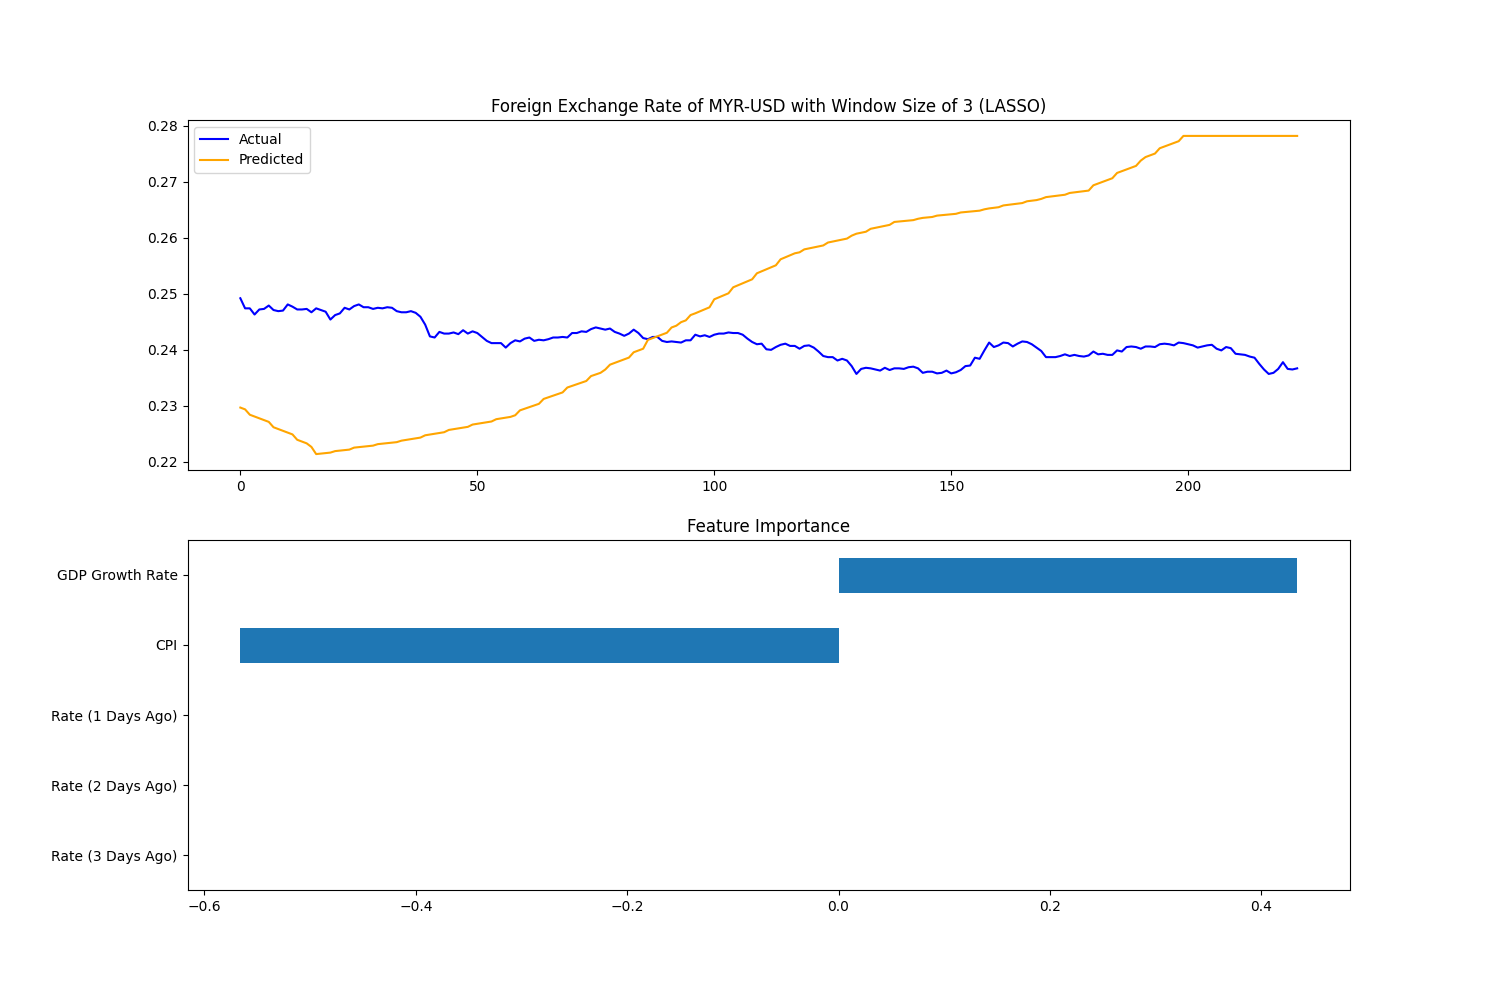 Foreign Exchange Rate of MYR-USD with Window Size of 3 (LASSO)
0.28
0.27
0.26
0.25
0.24
0.23
0.22
Actual
Predicted
0 50 100 150 200
Feature Importance
GDP Growth Rate
CPI
Rate (1 Days Ago)
Rate (2 Days Ago)
Rate (3 Days Ago)
−0.6 −0.4 −0.2 0.0 0.2 0.4